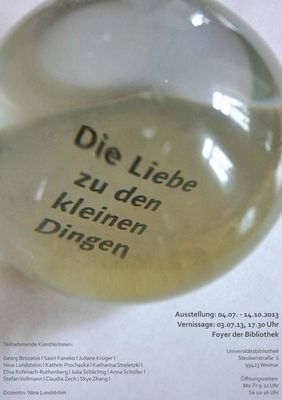 Die Liebe
zu den
kleinen
Dingen
Ausstellung: 04.07. - 14.10.2013
Vernissage: 03.07.13, 17.30 Uhr
Foyer der Bibliothek
Teilnehmende KünstlerInnen:
Georg Brozatus I Saori Kaneko I Juliane Krüger I
Nina Lundström I Kathrin Prochazka I Katharina Streletzki I
Elisa Rufenach-Ruthenberg I Julia Schlichtig I Anna Schöller I
Stefan Vollmann I Claudia Zech I Skye Zhang I
Dozentin: Nina Lundström
Universitätsbibliothek
Steubenstraße 6
99423 Weimar
Öffnungszeiten:
Mo-Fr 9-21 Uhr
Sa 10-16 Uhr